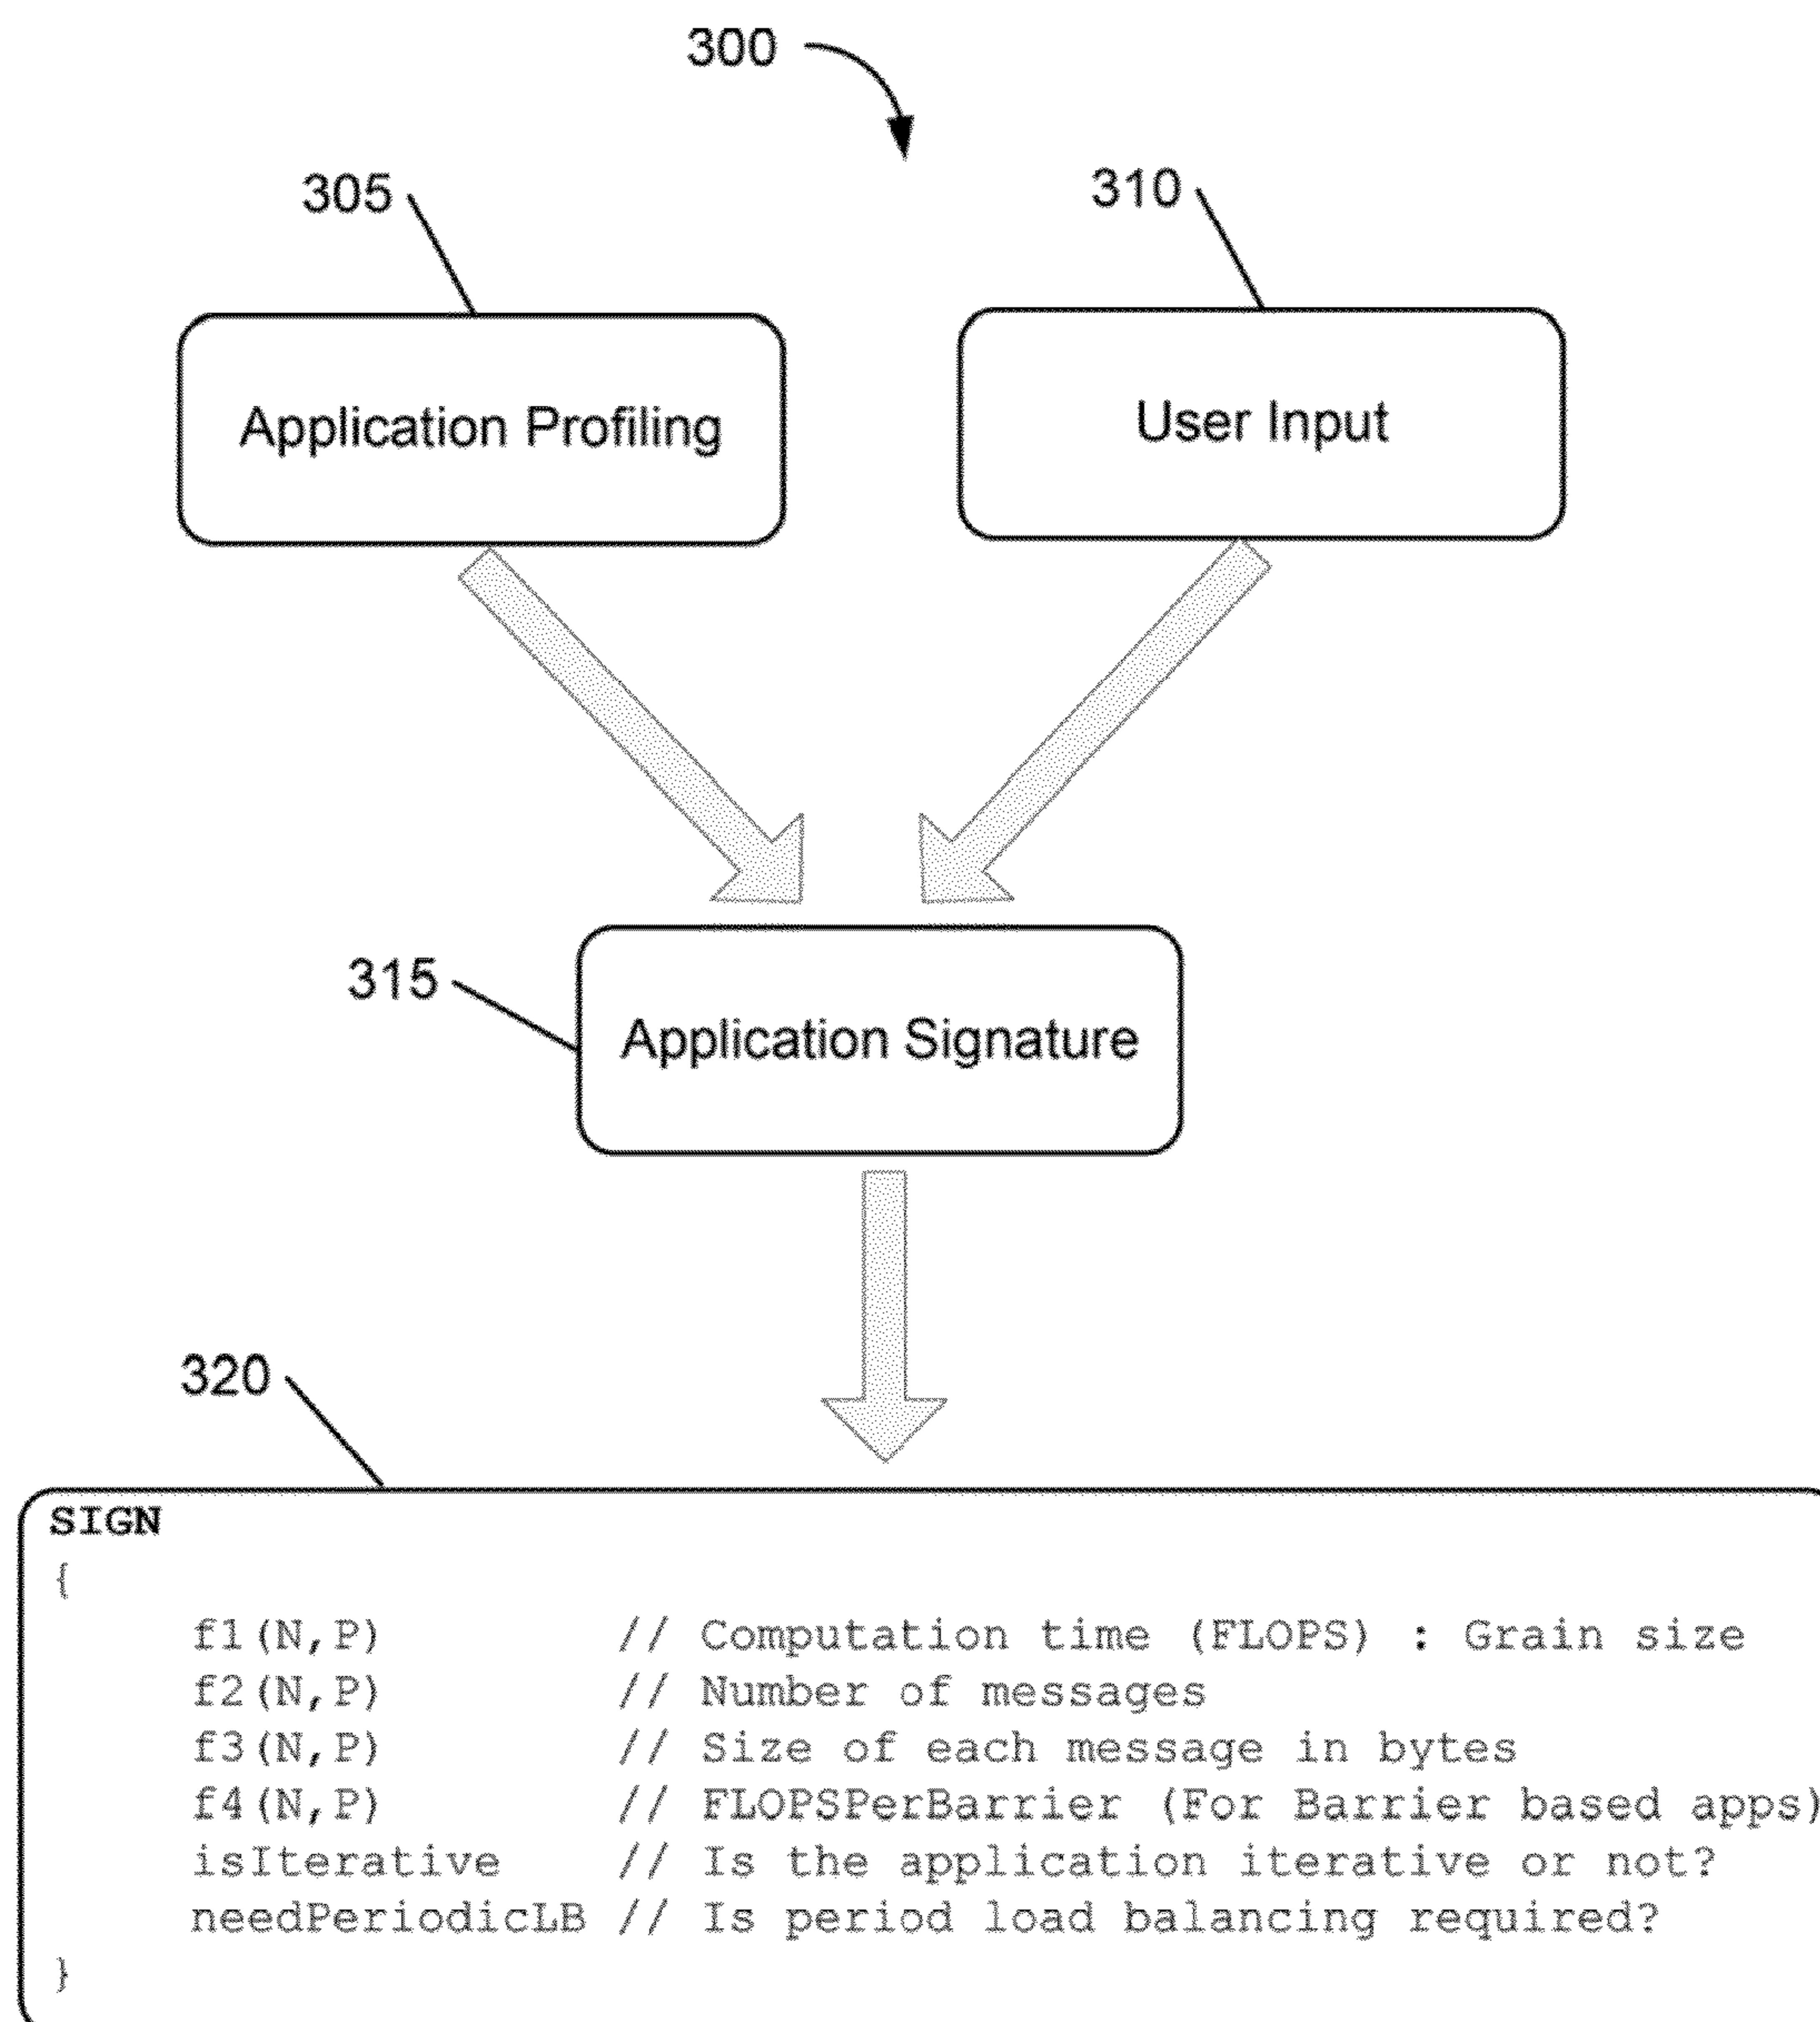 300
305
310
Application Profiling
User Input
315
Application Signature
320
SIGN
{
f1(N,P) // Computation time (FLOPS) : Grain size
f2(N,P) // Number of messages
f3(N,P) // Size of each message in bytes
f4(N,P) // FLOPSPerBarrier (For Barrier based apps)
isIterative // Is the application iterative or not?
needPeriodicLB // Is period load balancing required?
}